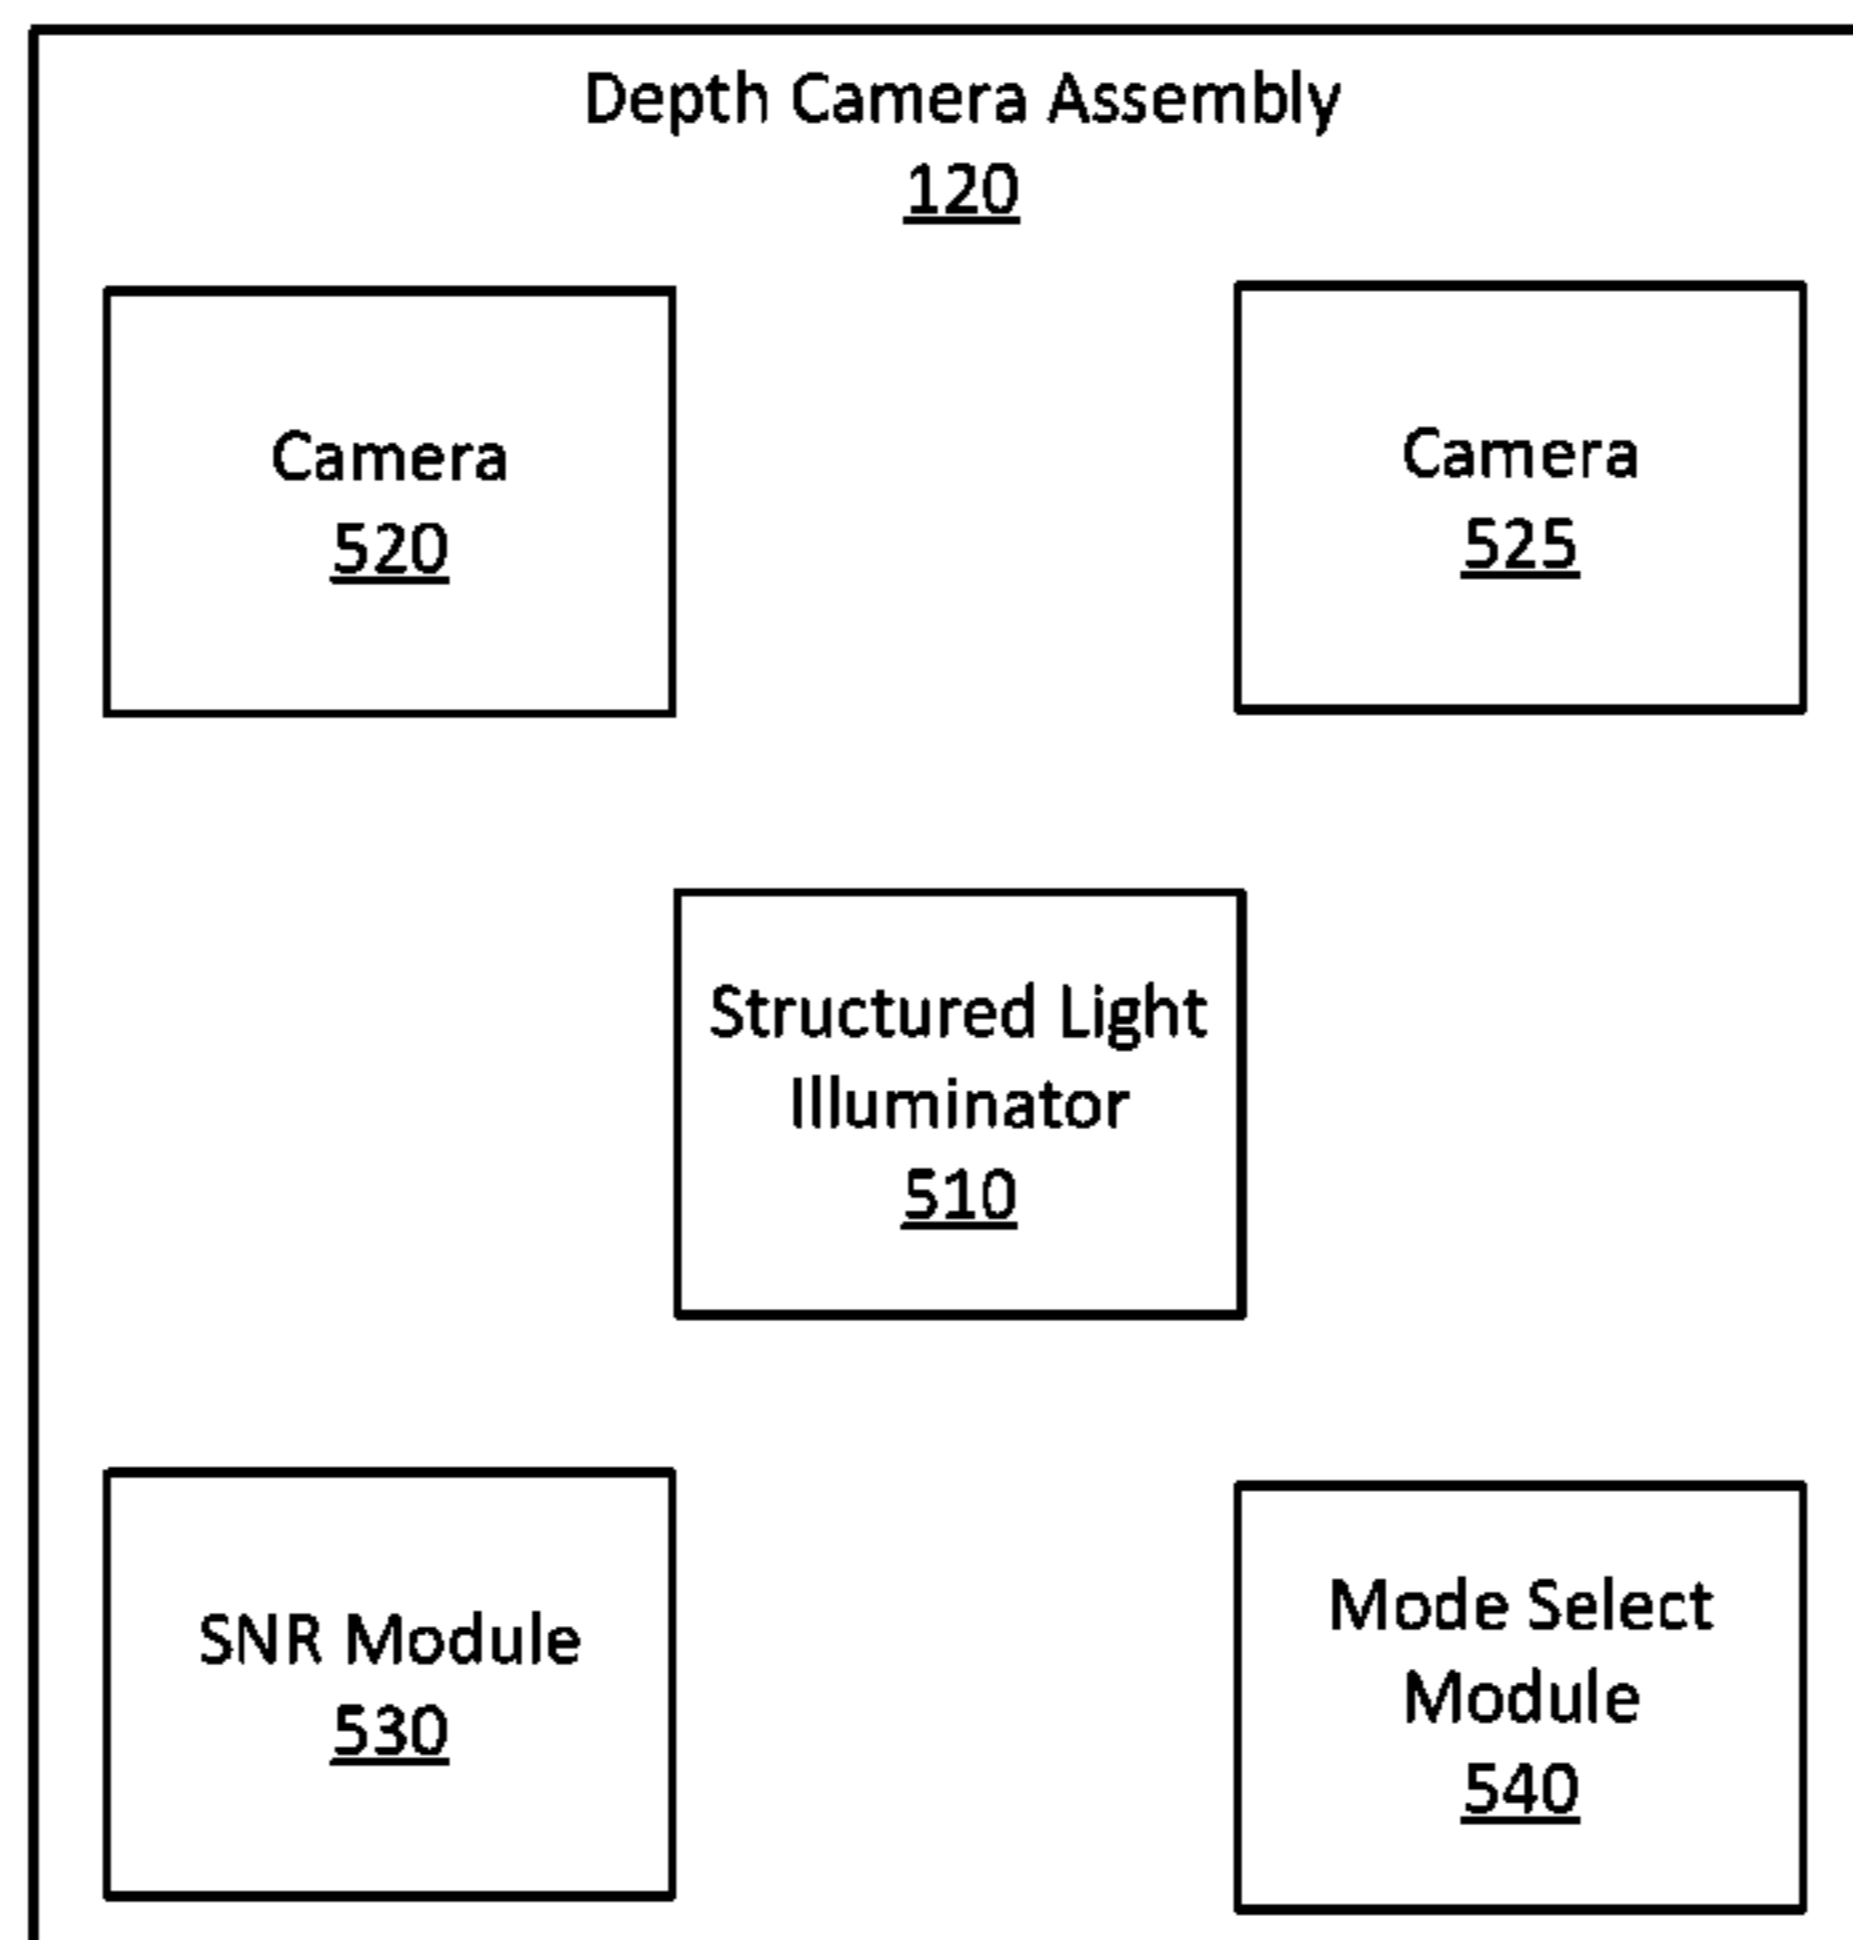 Depth Camera Assembly
120
Camera
520
Camera
525
Structured Light
Illuminator
510
SNR Module
530
Mode Select
Module
540